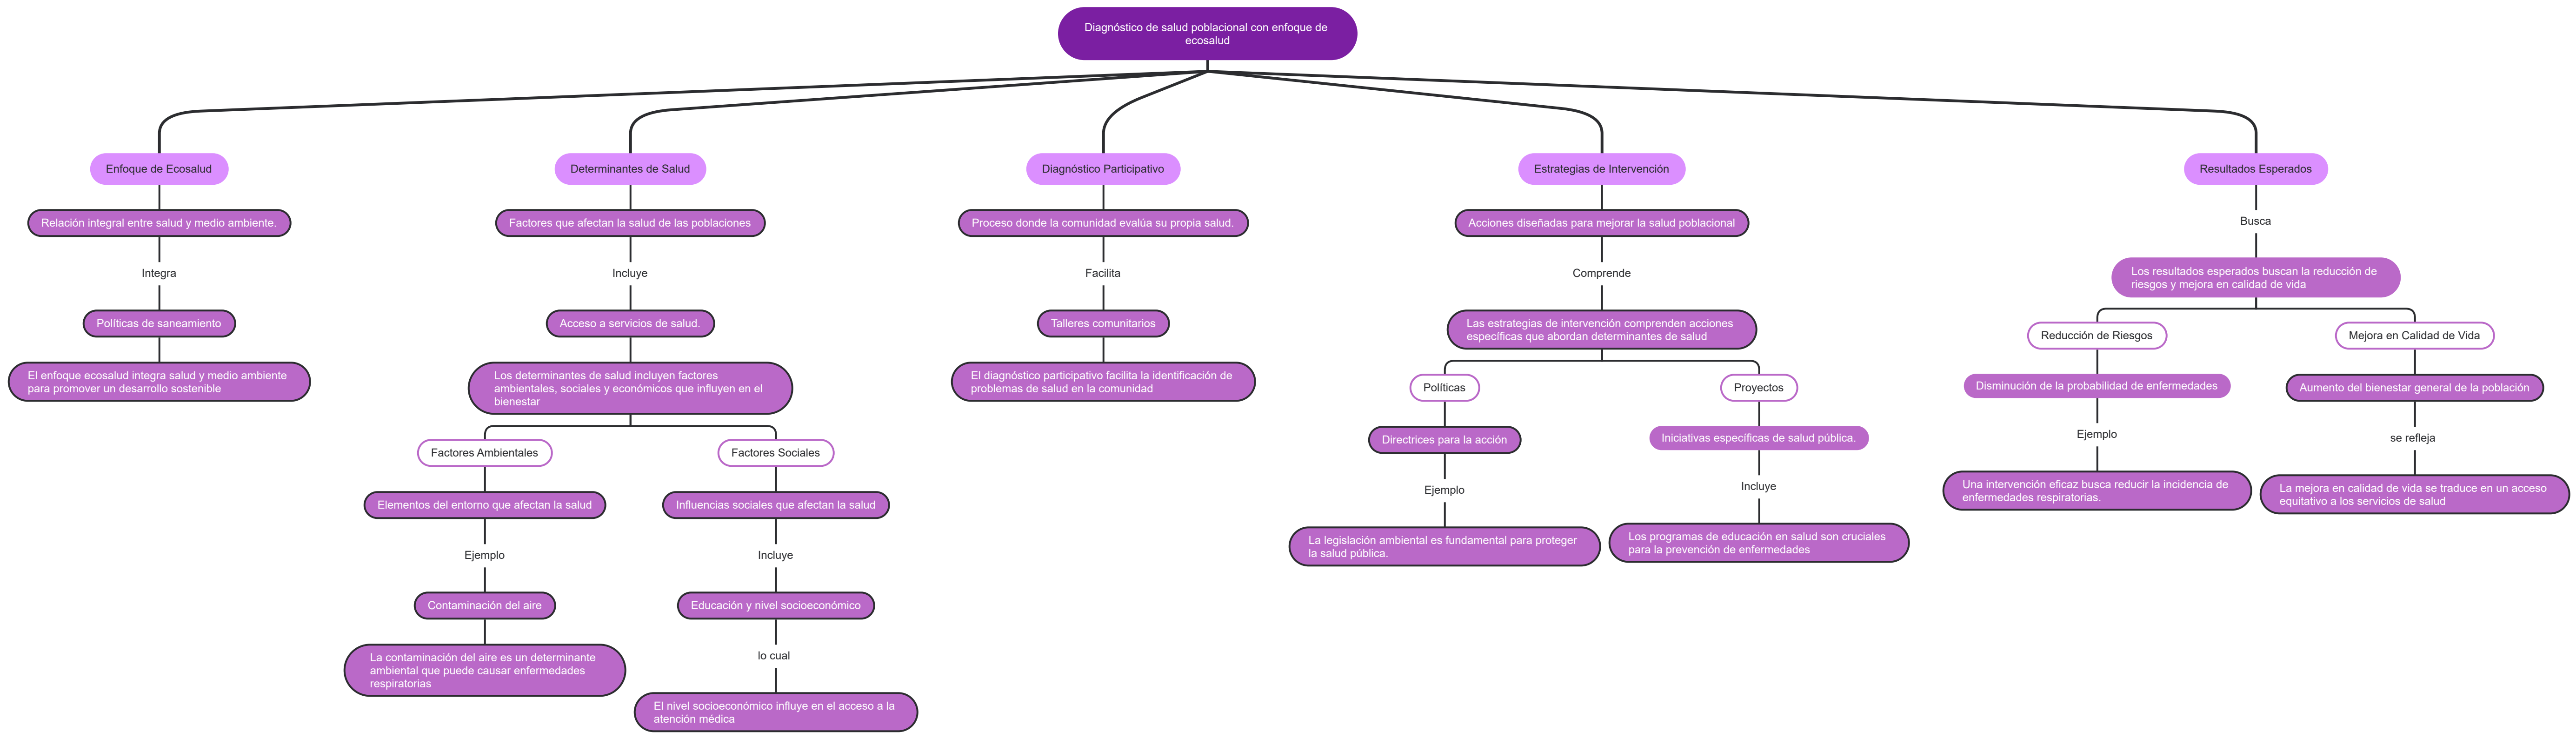 Diagnóstico de salud poblacional con enfoque de
ecosalud
Enfoque de Ecosalud
Relación integral entre salud y medio ambiente.
Integra
Políticas de saneamiento
El enfoque ecosalud integra salud y medio ambiente
para promover un desarrollo sostenible
Determinantes de Salud
Factores que afectan la salud de las poblaciones
Incluye
Acceso a servicios de salud.
Los determinantes de salud incluyen factores
ambientales, sociales y económicos que influyen en el
bienestar
Factores Ambientales
Elementos del entorno que afectan la salud
Ejemplo
Contaminación del aire
La contaminación del aire es un determinante
ambiental que puede causar enfermedades
respiratorias
Factores Sociales
Influencias sociales que afectan la salud
Incluye
Educación y nivel socioeconómico
lo cual
El nivel socioeconómico influye en el acceso a la
atención médica
Diagnóstico Participativo
Proceso donde la comunidad evalúa su propia salud.
Facilita
Talleres comunitarios
El diagnóstico participativo facilita la identificación de
problemas de salud en la comunidad
Estrategias de Intervención
Acciones diseñadas para mejorar la salud poblacional
Comprende
Las estrategias de intervención comprenden acciones
específicas que abordan determinantes de salud
Políticas
Directrices para la acción
Ejemplo
La legislación ambiental es fundamental para proteger
la salud pública.
Proyectos
Iniciativas específicas de salud pública.
Incluye
Los programas de educación en salud son cruciales
para la prevención de enfermedades
Resultados Esperados
Busca
Los resultados esperados buscan la reducción de
riesgos y mejora en calidad de vida
Reducción de Riesgos
Disminución de la probabilidad de enfermedades
Ejemplo
Una intervención eficaz busca reducir la incidencia de
enfermedades respiratorias.
Mejora en Calidad de Vida
Aumento del bienestar general de la población
se refleja
La mejora en calidad de vida se traduce en un acceso
equitativo a los servicios de salud